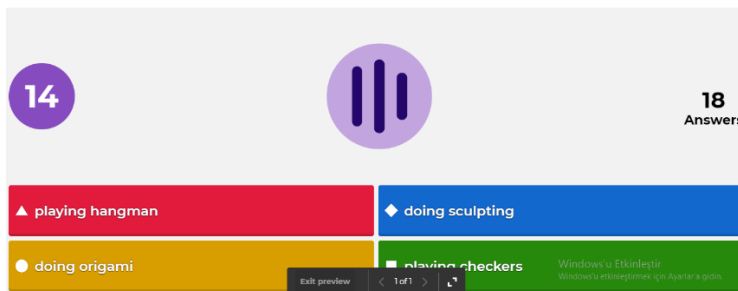 14
18
Answers
playing hangman
doing sculpting
doing origami
playing checkers
Windows'u Etkinleştir
Windows'u etkinleştirmek için Ayarlar'a gidin.
Exit preview
1 of 1